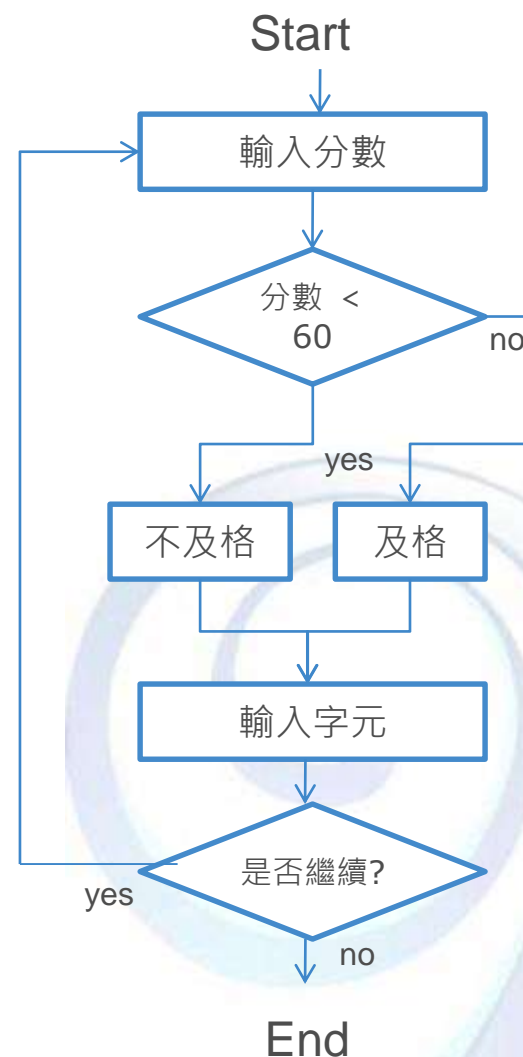 Start
輸入分數
分數 <
60
no
yes
不及格
及格
輸入字元
是否繼續?
yes
no
End